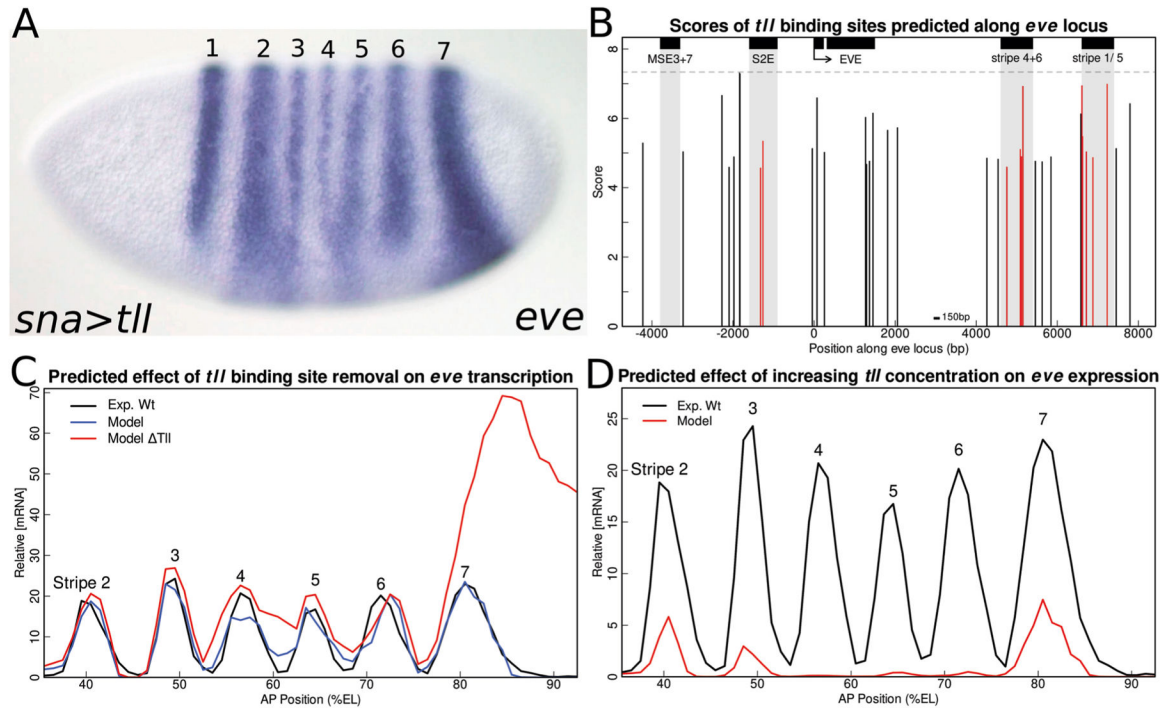 A
1 2 3 4 5 6 7
sna>tll
eve
B
Scores of tll binding sites predicted along eve locus
MSE3+7
S2E
EVE
stripe 4+6
stripe 1/ 5
8
6
4
2
0
Score
150bp
-4000 -2000 0 2000 4000 6000 8000
Position along eve locus (bp)
C
Predicted effect of tll binding site removal on eve transcription
Exp. Wt
Model
Model ΔTll
70
60
50
40
30
20
10
0
Relative [mRNA]
Stripe 2
3
4
5
6
7
40 50 60 70 80 90
AP Position (%EL)
D
Predicted effect of increasing tll concentration on eve expression
Exp. Wt
Model
25
20
15
10
5
0
Relative [mRNA]
Stripe 2
3
4
5
6
7
40 50 60 70 80 90
AP Position (%EL)